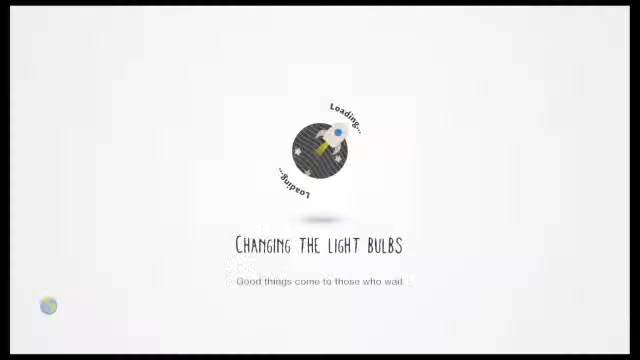 Loading...
Loading...
CHANGING THE LIGHT BULBS
Good things come to those who wait